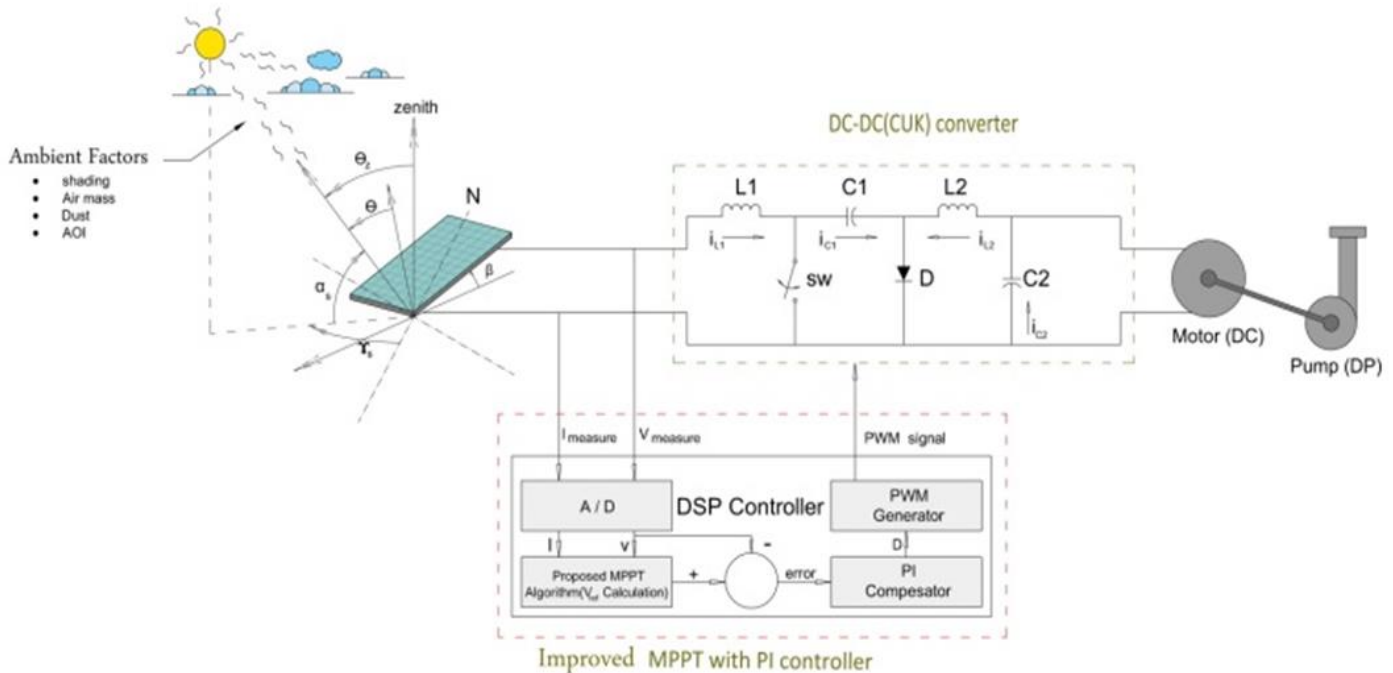 zenith
DC-DC(CUK) converter
Ambient Factors
shading
Air mass
Dust
AOI
θz
θ
N
β
αs
γs
L1
C1
L2
iL1
iC1
iL2
sw
D
C2
iC2
Motor (DC)
Pump (DP)
I measure
V measure
PWM signal
A / D
DSP Controller
PWM
Generator
I
v
-
D
Proposed MPPT
Algorithm(Vref Calculation)
+
error
PI
Compesator
Improved MPPT with PI controller